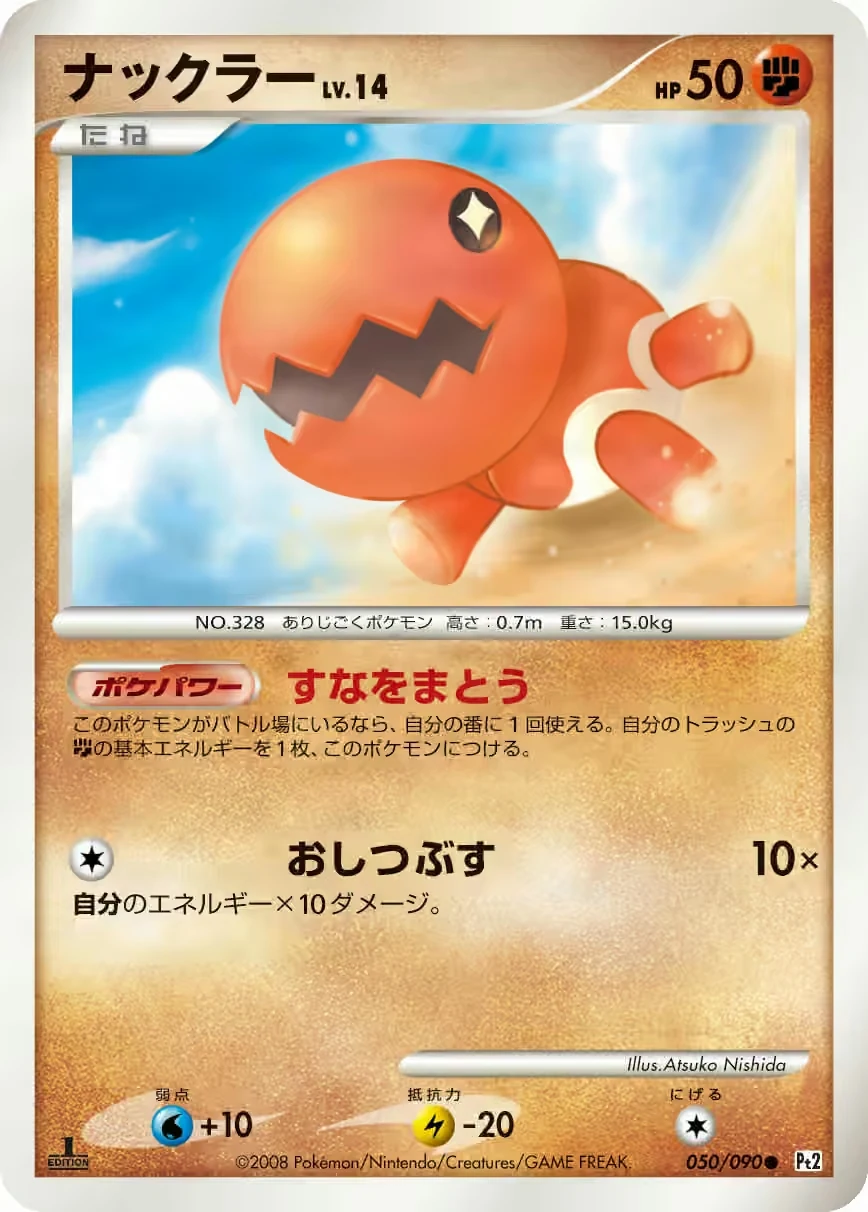 ナックラー LV.14 HP 50
たね
NO.328 ありじごくポケモン 高さ：0.7m 重さ：15.0kg
ポケパワー すなをまとう
このポケモンがバトル場にいるなら、自分の番に1回使える。自分のトラッシュの
の基本エネルギーを1枚、このポケモンにつける。
おしつぶす 10×
自分のエネルギー×10ダメージ。
Illus.Atsuko Nishida
弱点 抵抗力 にげる
+10 -20
1 EDITION ©2008 Pokémon/Nintendo/Creatures/GAME FREAK. 050/090 Pt2